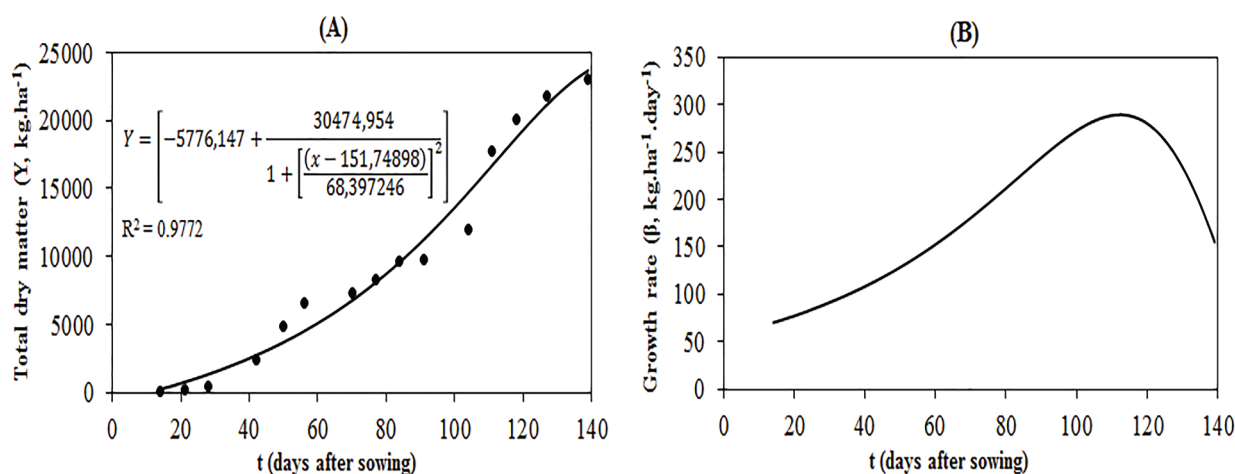 (A)
25000
20000
15000
10000
5000
0
Total dry matter (Y, kg.ha⁻¹)
Y = [−5776,147 + 30474,954 / (1 + [(x − 151,74898) / 68,397246]²)]
R² = 0.9772
0 20 40 60 80 100 120 140
t (days after sowing)
(B)
350
300
250
200
150
100
50
0
Growth rate (β, kg.ha⁻¹.day⁻¹)
0 20 40 60 80 100 120 140
t (days after sowing)